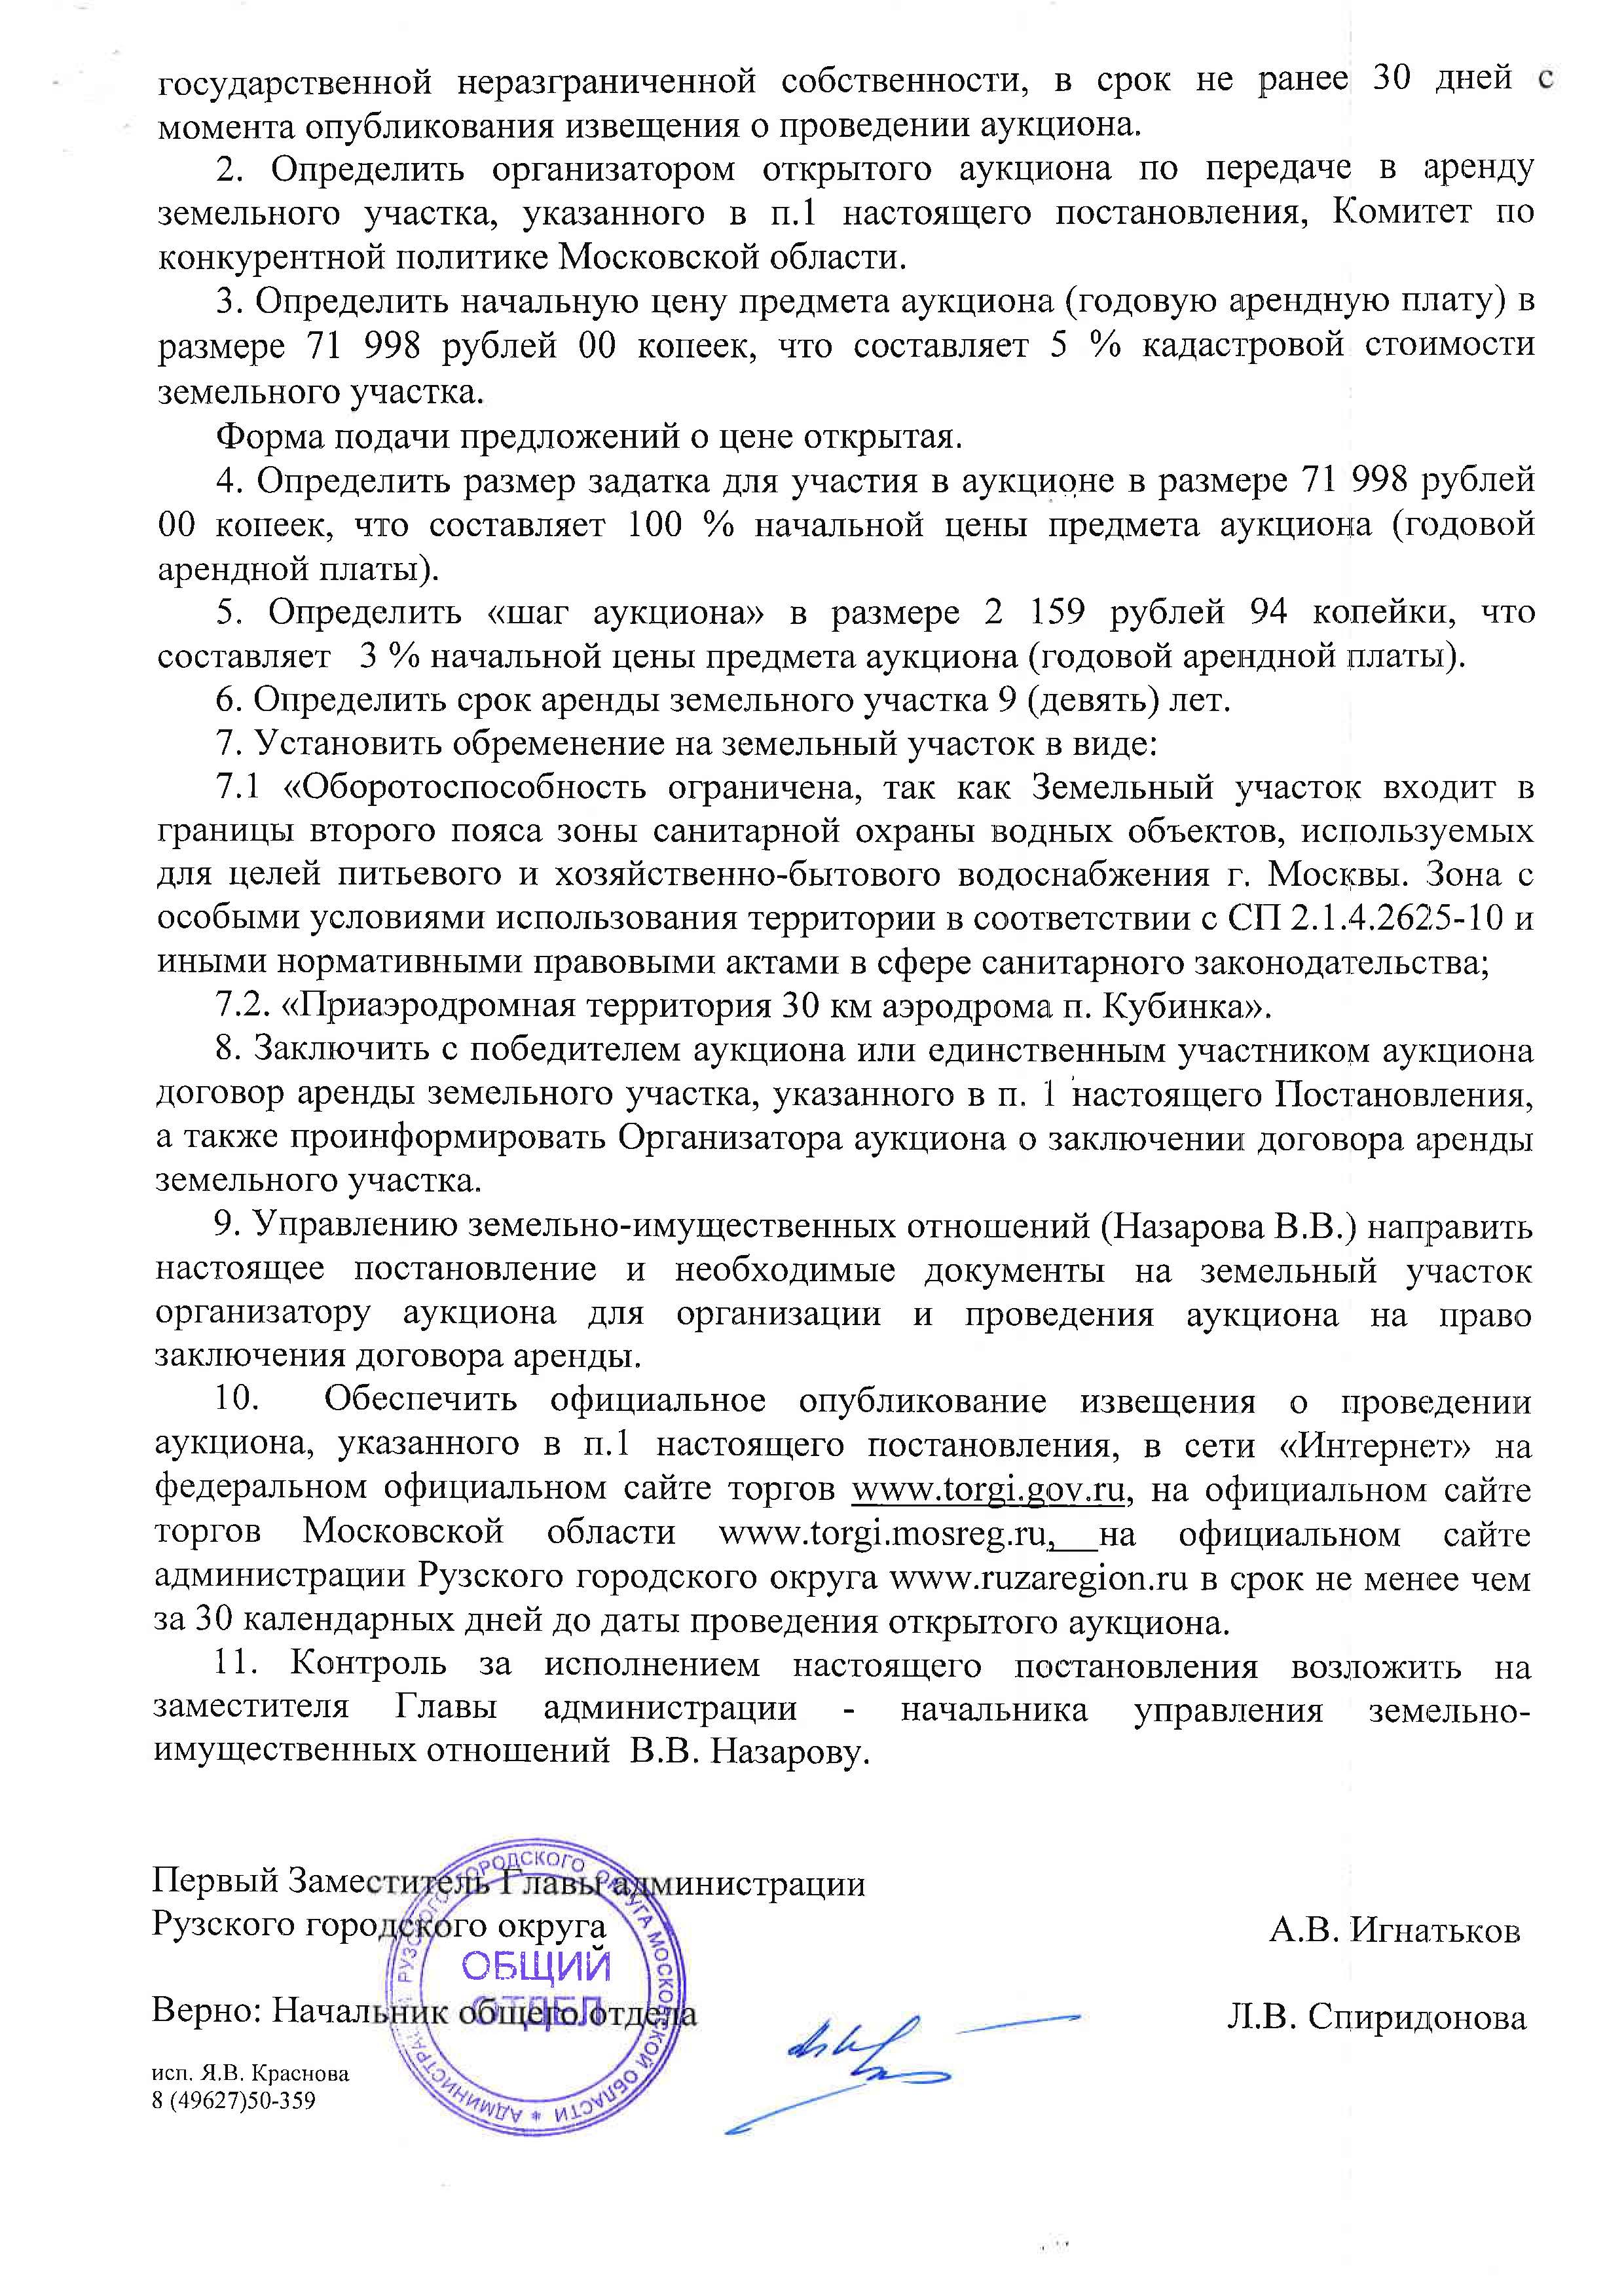 государственной неразграниченной собственности, в срок не ранее 30 дней с
момента опубликования извещения о проведении аукциона.
2. Определить организатором открытого аукциона по передаче в аренду
земельного участка, указанного в п.1 настоящего постановления, Комитет по
конкурентной политике Московской области.
3. Определить начальную цену предмета аукциона (годовую арендную плату) в
размере 71 998 рублей 00 копеек, что составляет 5 % кадастровой стоимости
земельного участка.
Форма подачи предложений о цене открытая.
4. Определить размер задатка для участия в аукционе в размере 71 998 рублей
00 копеек, что составляет 100 % начальной цены предмета аукциона (годовой
арендной платы).
5. Определить «шаг аукциона» в размере 2 159 рублей 94 копейки, что
составляет 3 % начальной цены предмета аукциона (годовой арендной платы).
6. Определить срок аренды земельного участка 9 (девять) лет.
7. Установить обременение на земельный участок в виде:
7.1 «Оборотоспособность ограничена, так как Земельный участок входит в
границы второго пояса зоны санитарной охраны водных объектов, используемых
для целей питьевого и хозяйственно-бытового водоснабжения г. Москвы. Зона с
особыми условиями использования территории в соответствии с СП 2.1.4.2625-10 и
иными нормативными правовыми актами в сфере санитарного законодательства;
7.2. «Приаэродромная территория 30 км аэродрома п. Кубинка».
8. Заключить с победителем аукциона или единственным участником аукциона
договор аренды земельного участка, указанного в п. 1 настоящего Постановления,
а также проинформировать Организатора аукциона о заключении договора аренды
земельного участка.
9. Управлению земельно-имущественных отношений (Назарова В.В.) направить
настоящее постановление и необходимые документы на земельный участок
организатору аукциона для организации и проведения аукциона на право
заключения договора аренды.
10. Обеспечить официальное опубликование извещения о проведении
аукциона, указанного в п.1 настоящего постановления, в сети «Интернет» на
федеральном официальном сайте торгов www.torgi.gov.ru, на официальном сайте
торгов Московской области www.torgi.mosreg.ru, на официальном сайте
администрации Рузского городского округа www.ruzaregion.ru в срок не менее чем
за 30 календарных дней до даты проведения открытого аукциона.
11. Контроль за исполнением настоящего постановления возложить на
заместителя Главы администрации - начальника управления земельно-
имущественных отношений В.В. Назарову.
Первый Заместитель Главы администрации
Рузского городского округа А.В. Игнатьков
Верно: Начальник общего отдела Л.В. Спиридонова
исп. Я.В. Краснова
8 (49627)50-359
РУЗСКОГО ГОРОДСКОГО ОКРУГА МОСКОВСКОЙ ОБЛАСТИ *
ОБЩИЙ
ОТДЕЛ